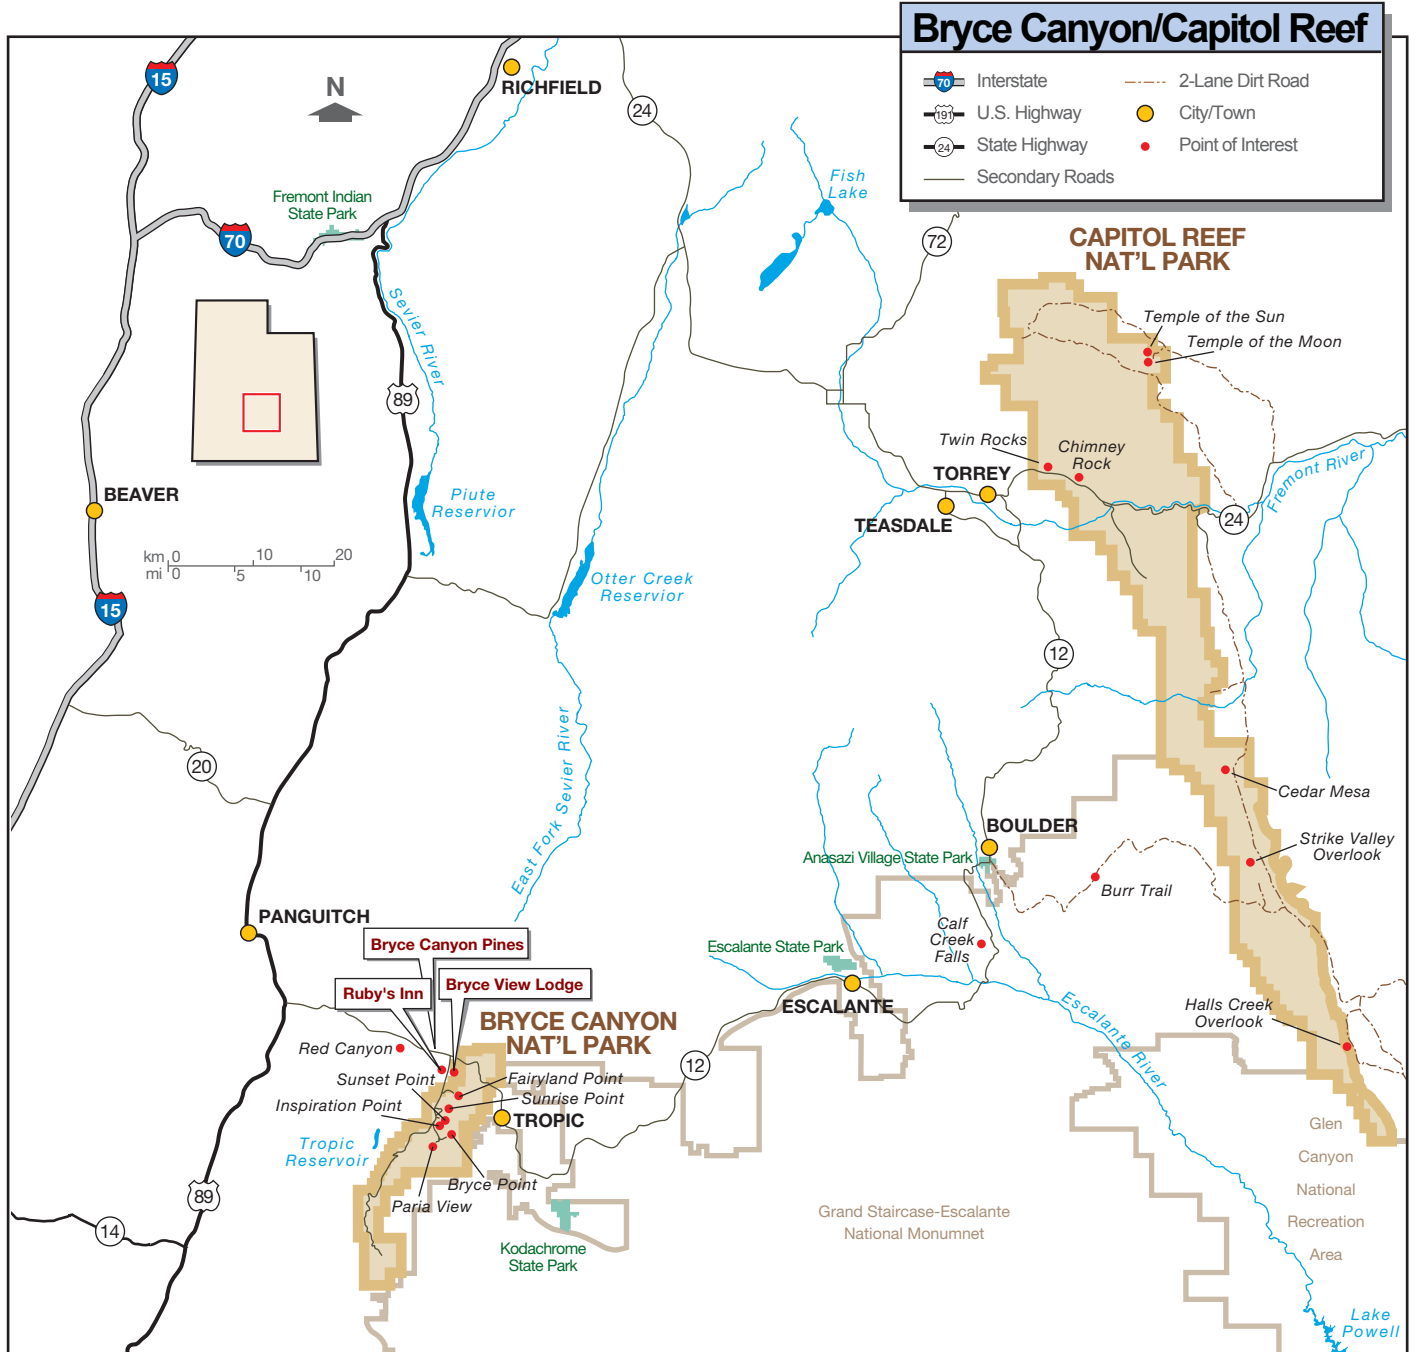 Bryce Canyon/Capitol Reef
70 Interstate
191 U.S. Highway
24 State Highway
Secondary Roads
2-Lane Dirt Road
City/Town
Point of Interest
15
N
RICHFIELD
24
Fish
Lake
Fremont Indian
State Park
70
72
CAPITOL REEF
NAT'L PARK
Sevier River
Temple of the Sun
Temple of the Moon
89
Twin Rocks
Chimney
Rock
TORREY
TEASDALE
Fremont River
24
BEAVER
Piute
Reservior
km 0 10 20
mi 0 5 10
Otter Creek
Reservior
15
12
20
East Fork Sevier River
Cedar Mesa
BOULDER
Anasazi Village State Park
Strike Valley
Overlook
Burr Trail
PANGUITCH
Bryce Canyon Pines
Ruby's Inn
Bryce View Lodge
Calf
Creek
Falls
Escalante State Park
ESCALANTE
Escalante River
Halls Creek
Overlook
BRYCE CANYON
NAT'L PARK
Red Canyon
Sunset Point
Fairyland Point
Sunrise Point
Inspiration Point
12
TROPIC
Tropic
Reservoir
Bryce Point
Paria View
89
14
Kodachrome
State Park
Grand Staircase-Escalante
National Monumnet
Glen
Canyon
National
Recreation
Area
Lake
Powell